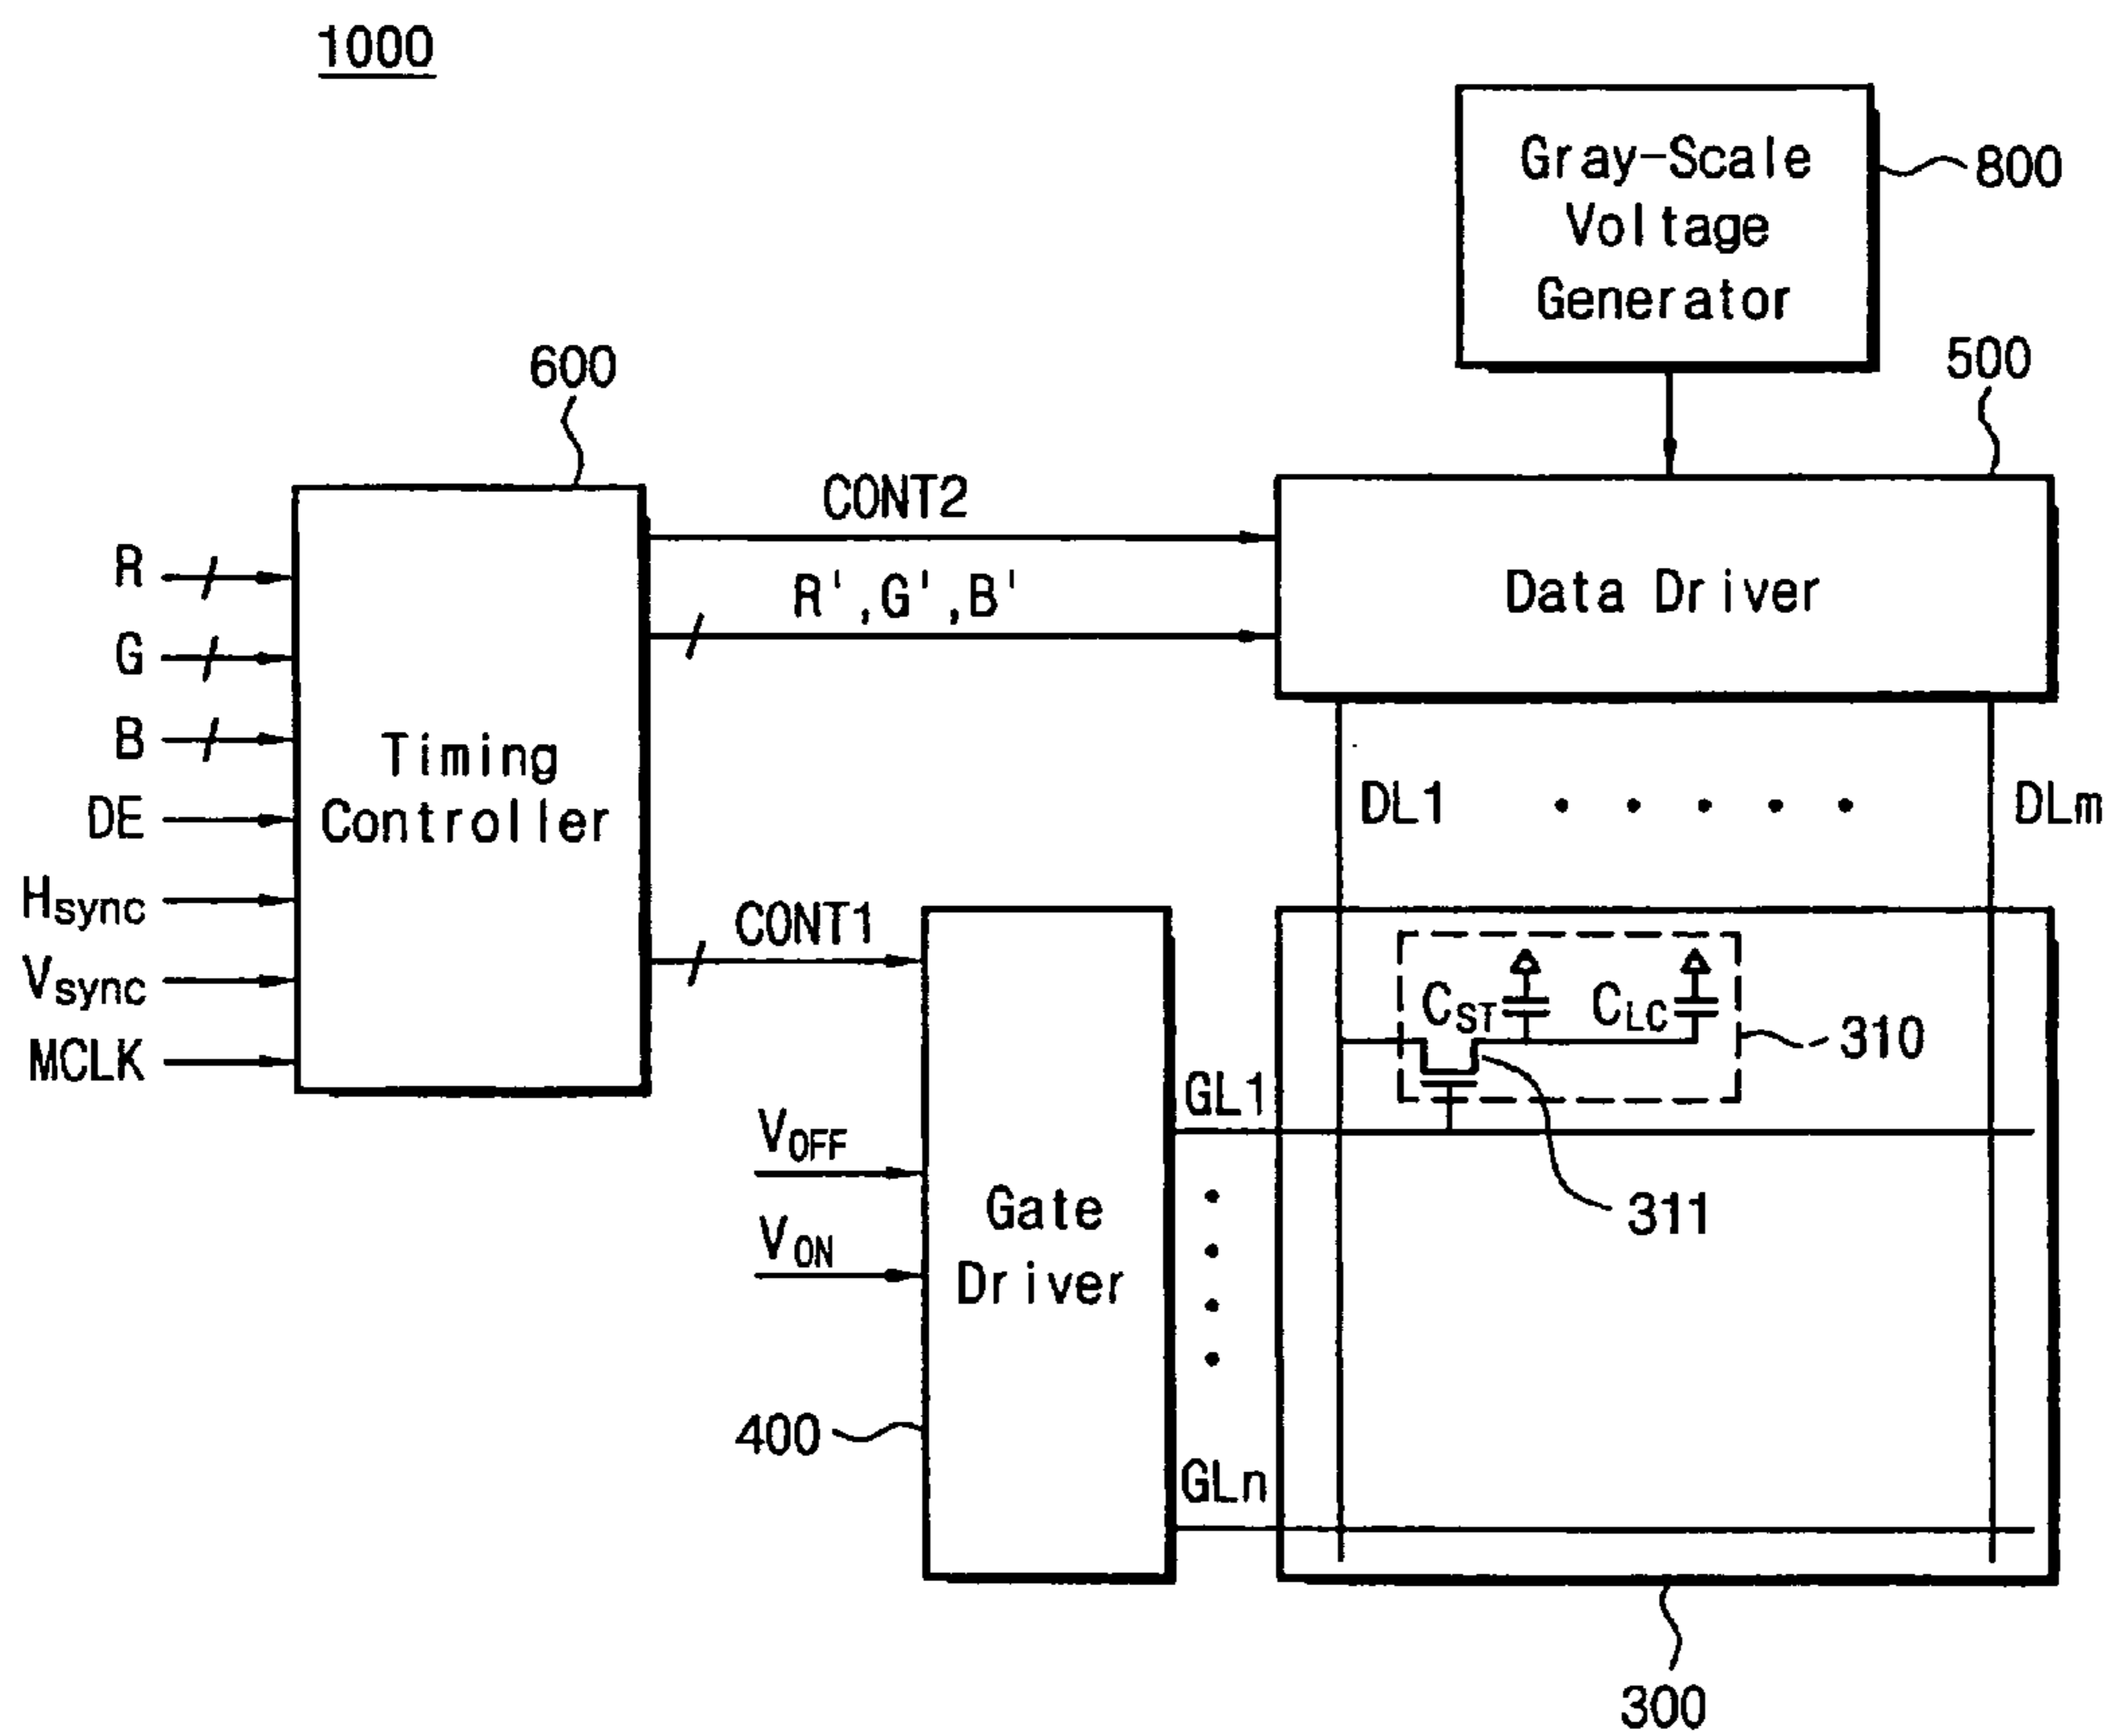 1000
Gray-Scale
Voltage
Generator
800
500
600
CONT2
R',G',B'
Data Driver
R
G
B
DE
Hsync
Vsync
MCLK
Timing
Controller
DL1
DLm
CONT1
CST
CLC
310
GL1
311
VOFF
VON
Gate
Driver
400
GLn
300